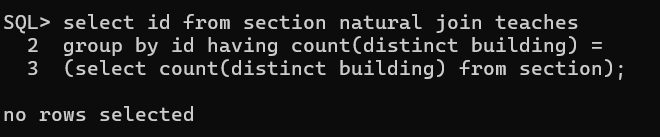 SQL> select id from section natural join teaches
2 group by id having count(distinct building) =
3 (select count(distinct building) from section);
no rows selected